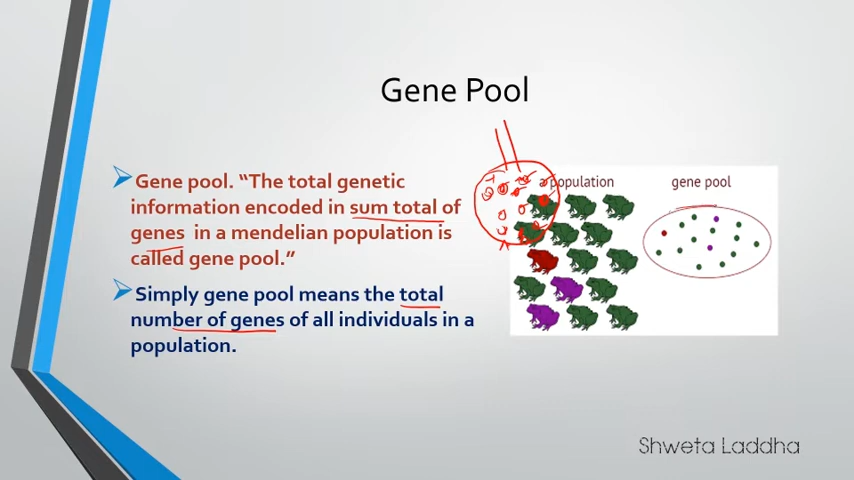 Gene Pool
Gene pool. “The total genetic
information encoded in sum total of
genes in a mendelian population is
called gene pool.”
Simply gene pool means the total
number of genes of all individuals in a
population.
population
gene pool
Shweta Laddha